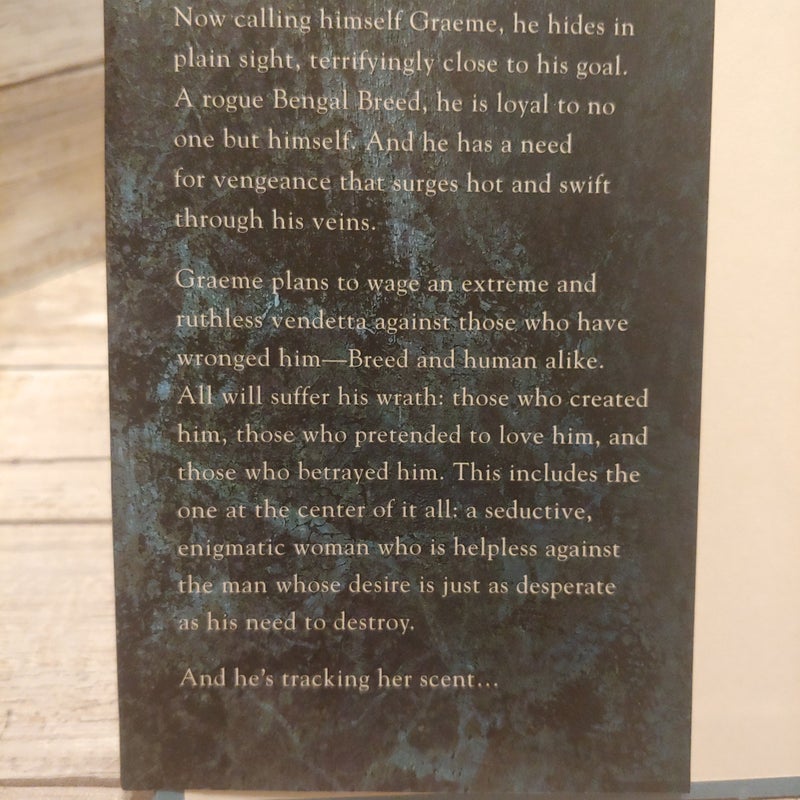 Now calling himself Graeme, he hides in
plain sight, terrifyingly close to his goal.
A rogue Bengal Breed, he is loyal to no
one but himself. And he has a need
for vengeance that surges hot and swift
through his veins.
Graeme plans to wage an extreme and
ruthless vendetta against those who have
wronged him—Breed and human alike.
All will suffer his wrath: those who created
him, those who pretended to love him, and
those who betrayed him. This includes the
one at the center of it all: a seductive,
enigmatic woman who is helpless against
the man whose desire is just as desperate
as his need to destroy.
And he's tracking her scent…